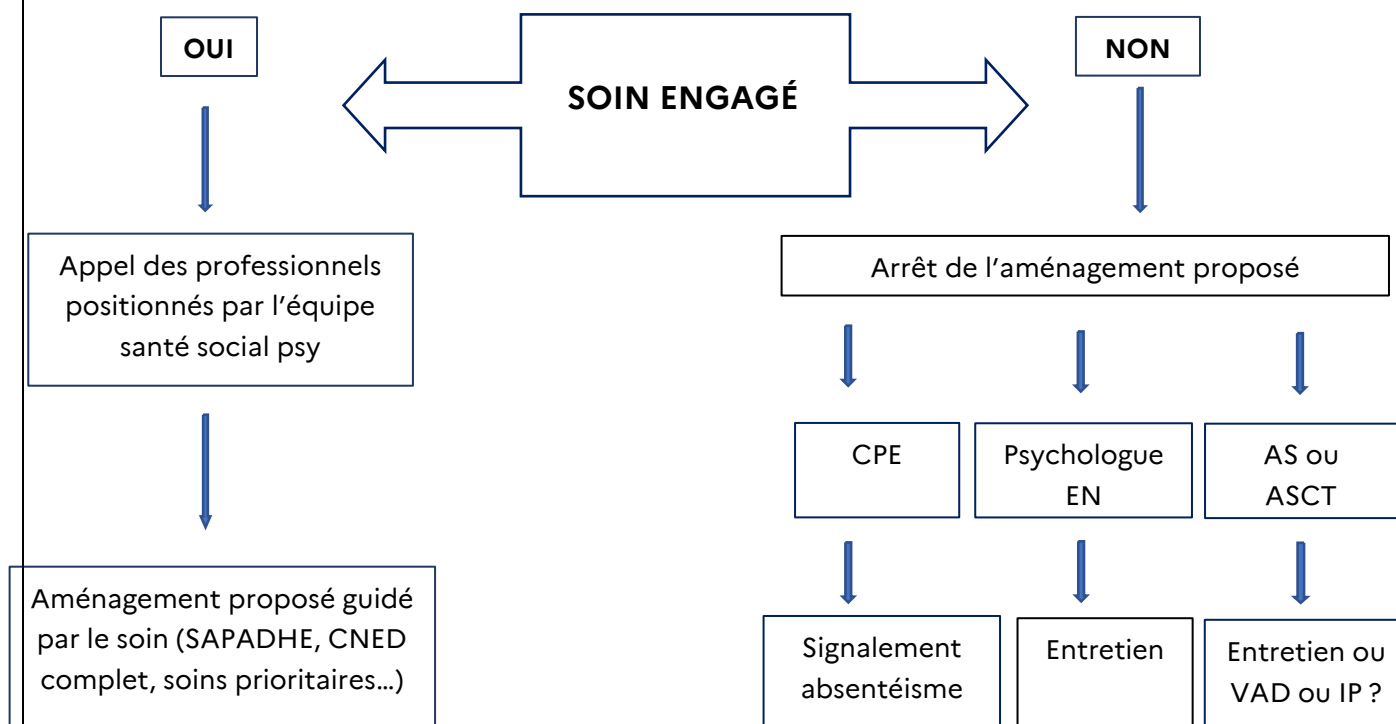 OUI
SOIN ENGAGÉ
NON
Appel des professionnels
positionnés par l’équipe
santé social psy
Arrêt de l’aménagement proposé
CPE
Psychologue
EN
AS ou
ASCT
Aménagement proposé guidé
par le soin (SAPADHE, CNED
complet, soins prioritaires…)
Signalement
absentéisme
Entretien
Entretien ou
VAD ou IP ?